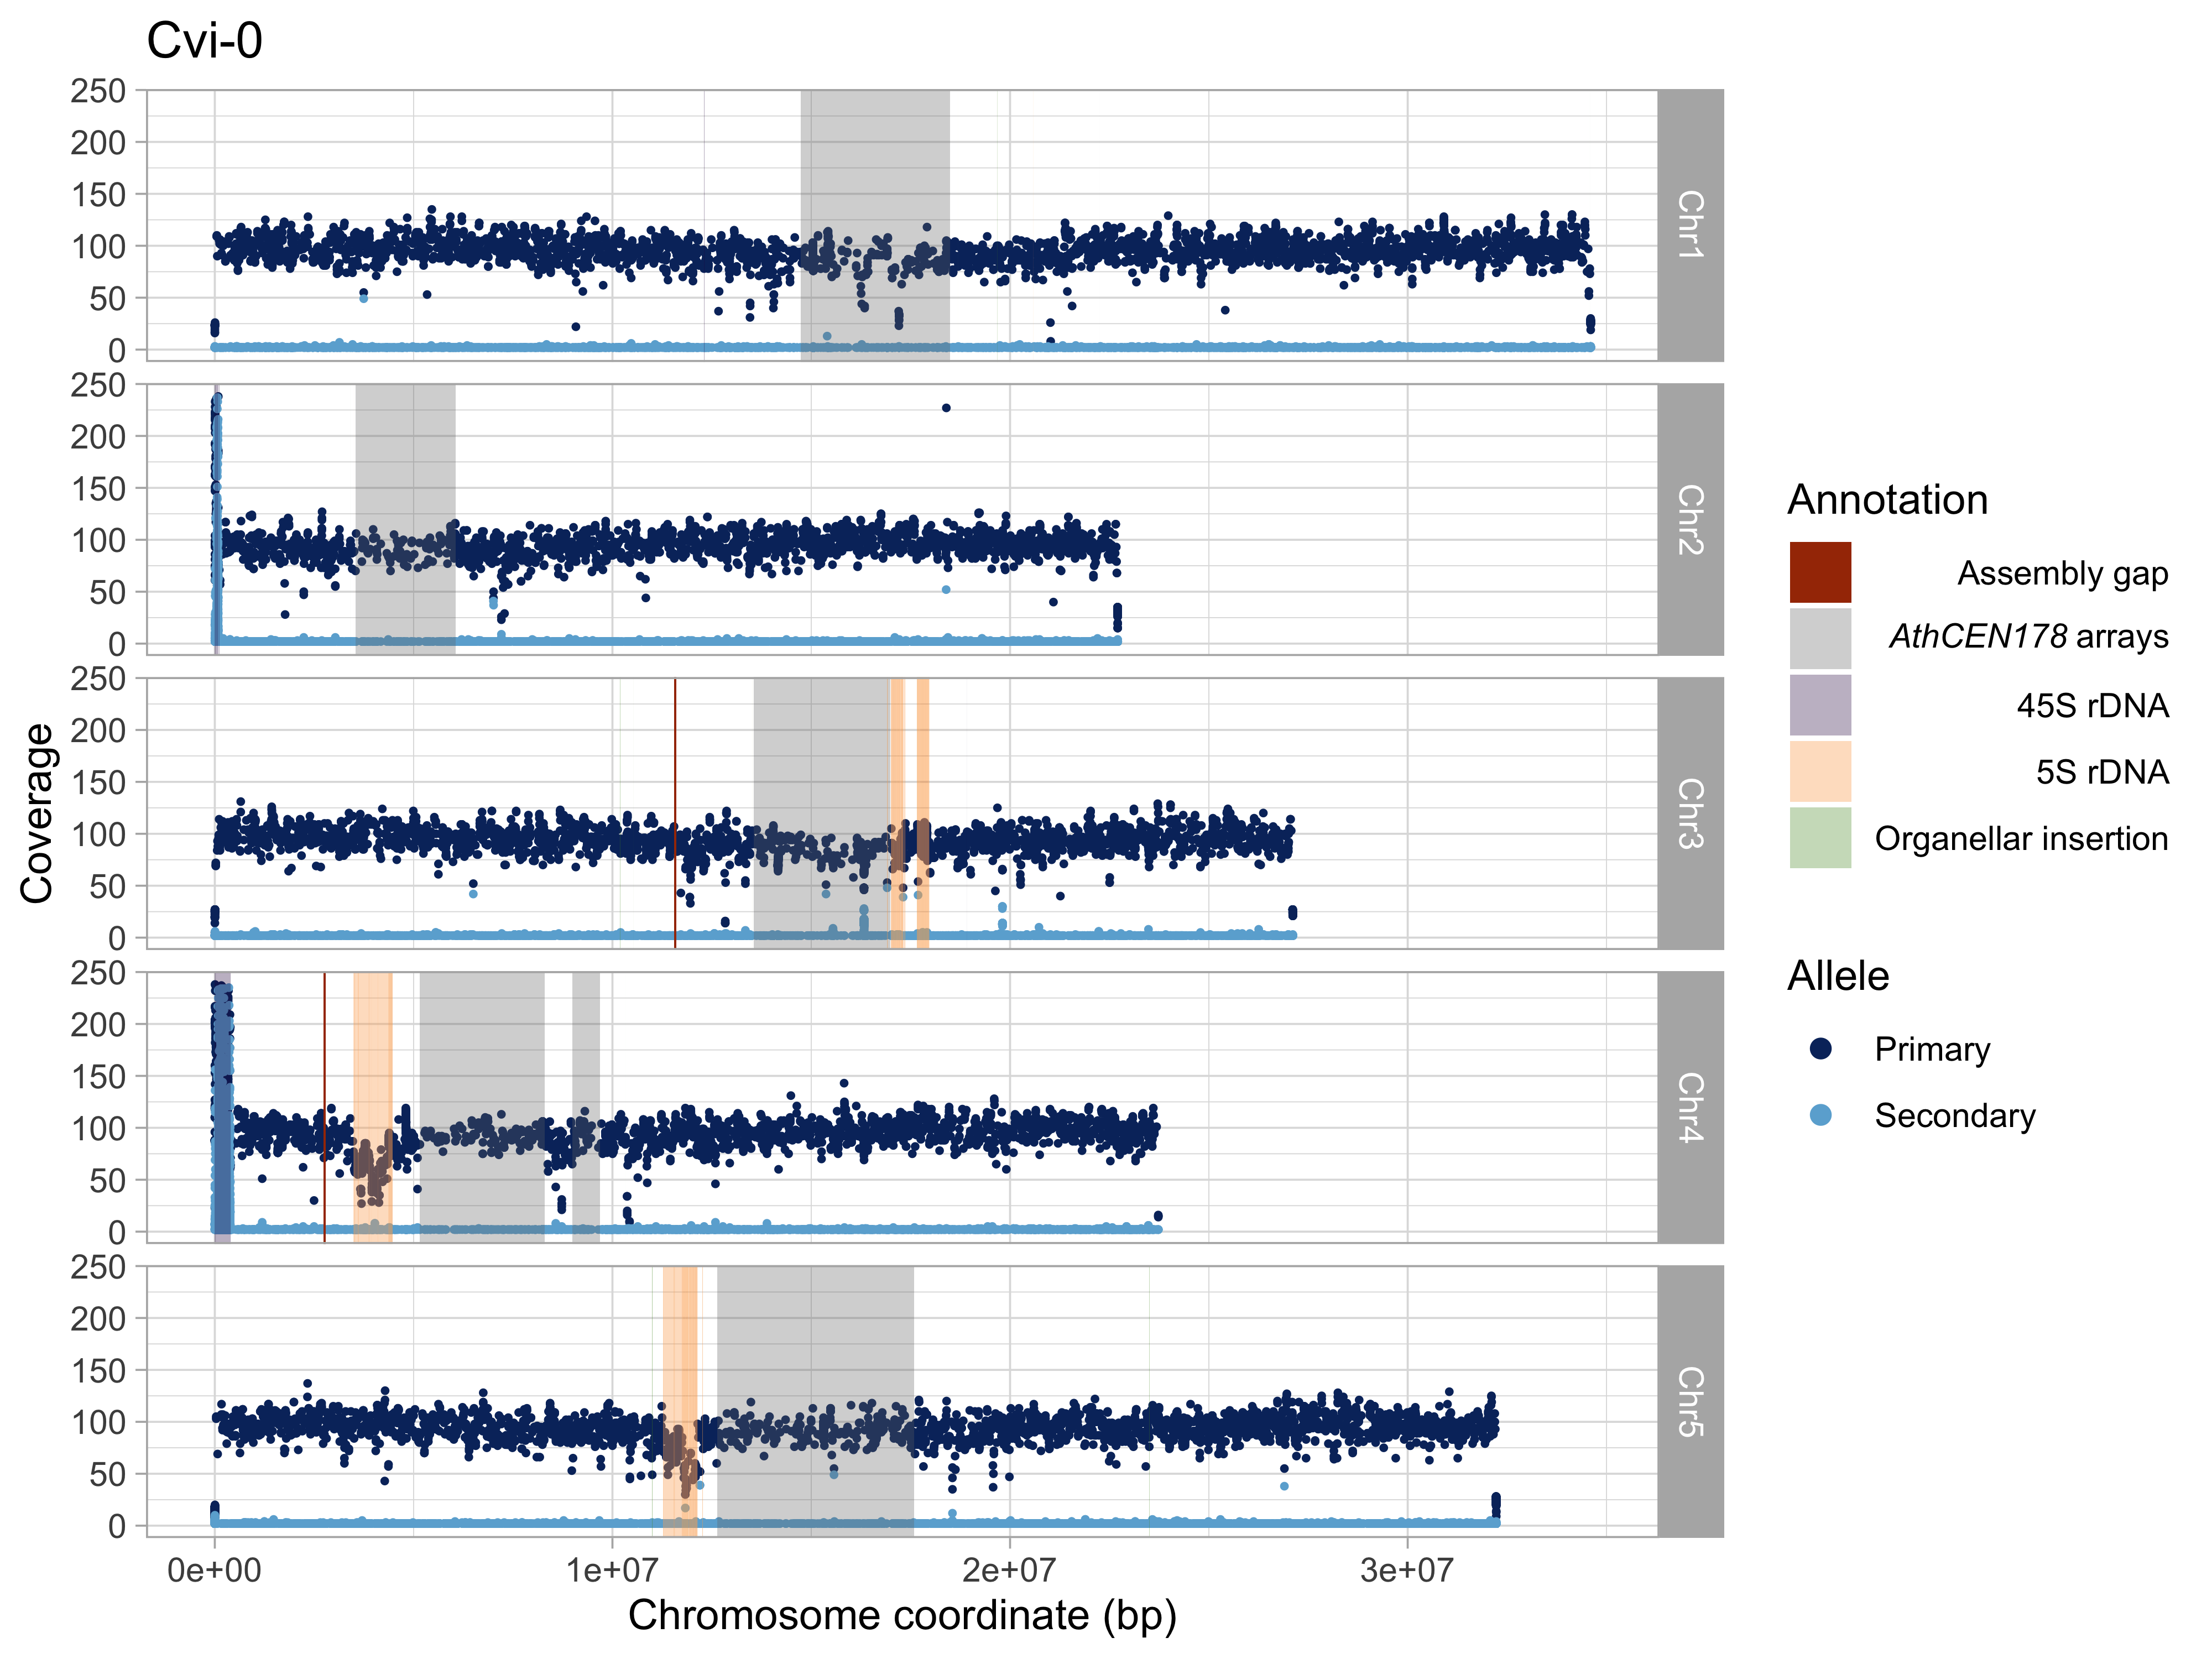 Cvi-0
250
200
150
100
50
0
Chr1
250
200
150
100
50
0
Chr2
250
200
150
100
50
0
Chr3
250
200
150
100
50
0
Chr4
250
200
150
100
50
0
Chr5
0e+00
1e+07
2e+07
3e+07
Chromosome coordinate (bp)
Coverage
Annotation
Assembly gap
AthCEN178 arrays
45S rDNA
5S rDNA
Organellar insertion
Allele
Primary
Secondary